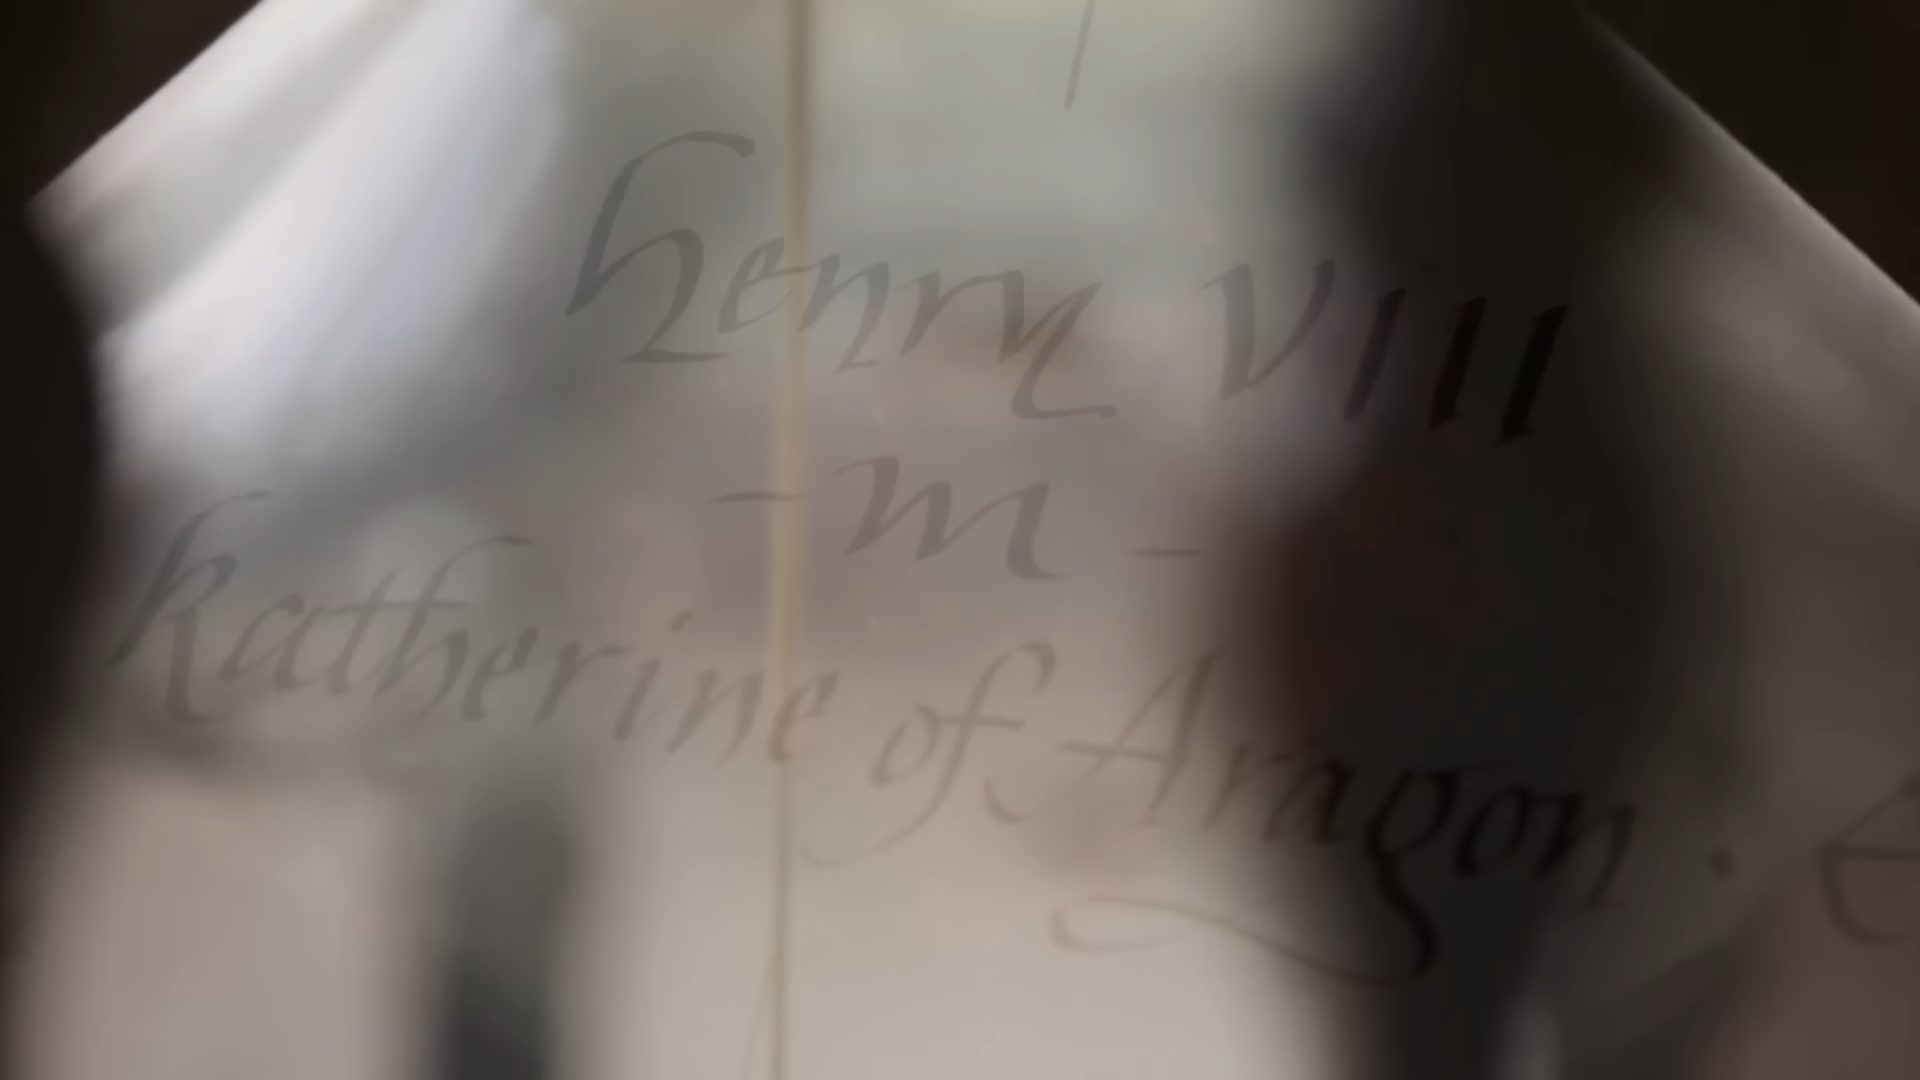 henry VIII
- m -
Katherine of Aragon ·